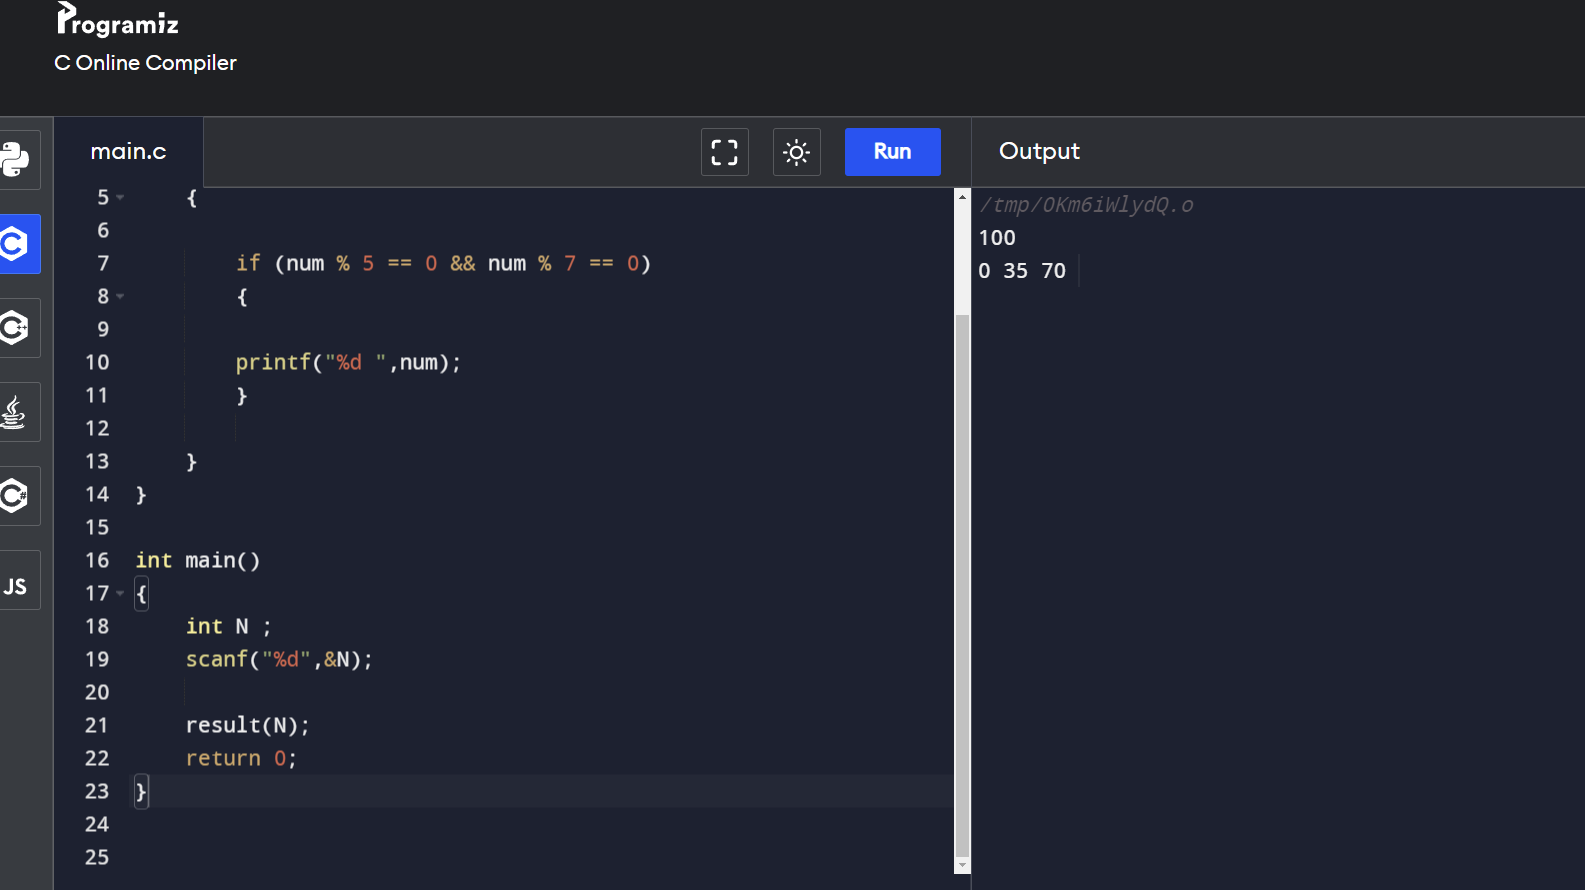 Programiz
C Online Compiler
main.c
Run
Output
5 {
6
7 if (num % 5 == 0 && num % 7 == 0)
8 {
9
10 printf("%d ",num);
11 }
12
13 }
14 }
15
16 int main()
17 {
18 int N ;
19 scanf("%d",&N);
20
21 result(N);
22 return 0;
23 }
24
25
/tmp/0Km6iWlydQ.o
100
0 35 70
C
C++
C#
JS